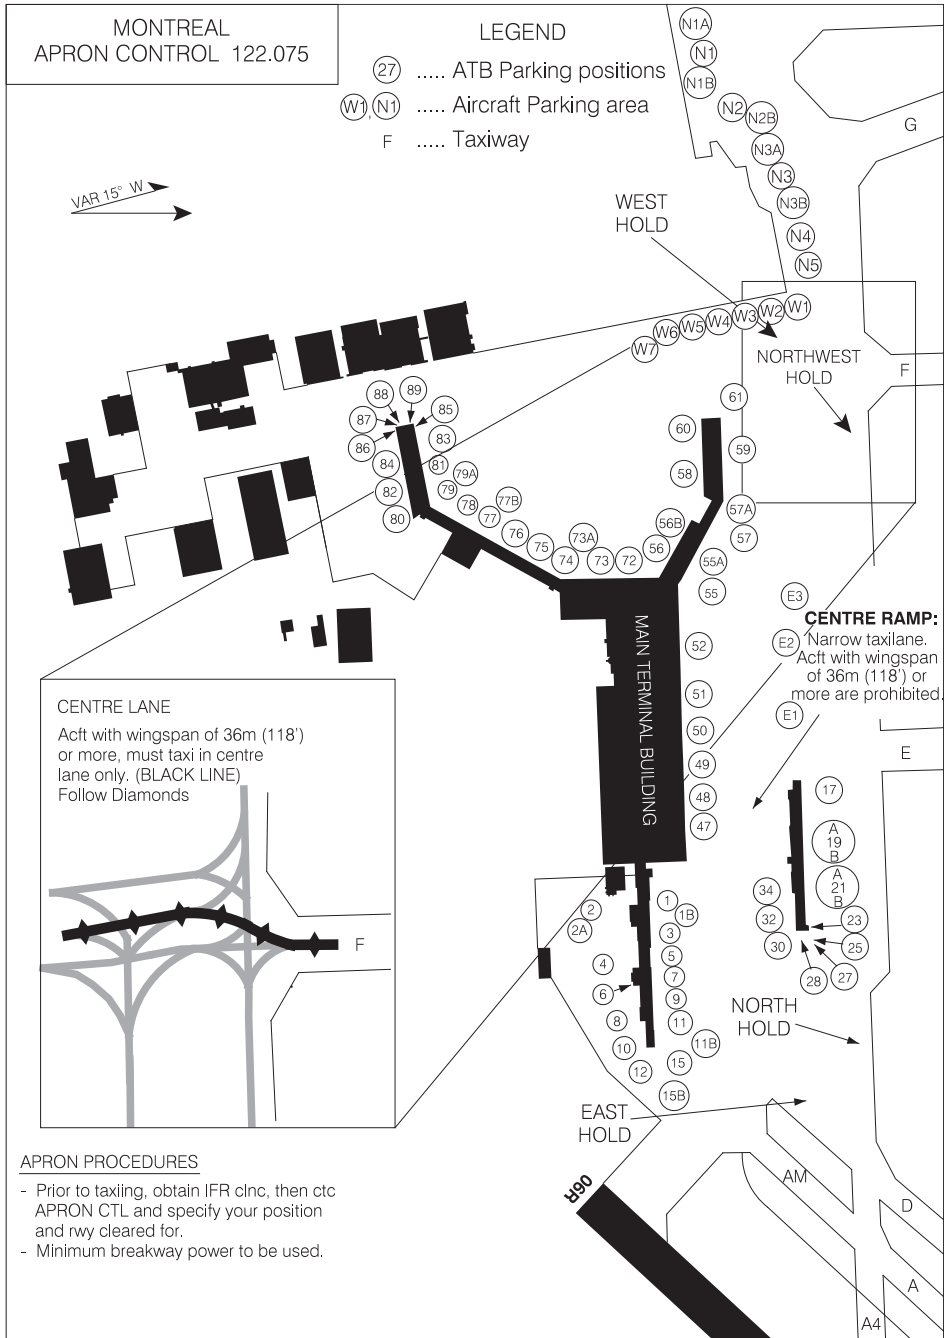 MONTREAL
APRON CONTROL 122.075
LEGEND
27 ..... ATB Parking positions
W1, N1 ..... Aircraft Parking area
F ..... Taxiway
VAR 15° W
N1A
N1
N1B
N2
N2B
N3A
N3
N3B
N4
N5
G
WEST
HOLD
W1
W2
W3
W4
W5
W6
W7
NORTHWEST
HOLD
F
61
60
59
58
57A
57
56B
56
55A
55
89
88
85
87
83
86
81
84
79A
82
79
77B
80
78
77
76
75
73A
74
73
72
E3
CENTRE RAMP:
Narrow taxilane.
Acft with wingspan
of 36m (118') or
more are prohibited.
E2
E1
E
MAIN TERMINAL BUILDING
52
51
50
49
48
47
17
A
19
B
A
21
B
34
32
30
23
25
27
28
1
1B
2
2A
3
4
5
6
7
8
9
10
11
11B
12
15
15B
NORTH
HOLD
EAST
HOLD
CENTRE LANE
Acft with wingspan of 36m (118')
or more, must taxi in centre
lane only. (BLACK LINE)
Follow Diamonds
F
06R
AM
D
A
A4
APRON PROCEDURES
- Prior to taxiing, obtain IFR clnc, then ctc
APRON CTL and specify your position
and rwy cleared for.
- Minimum breakway power to be used.